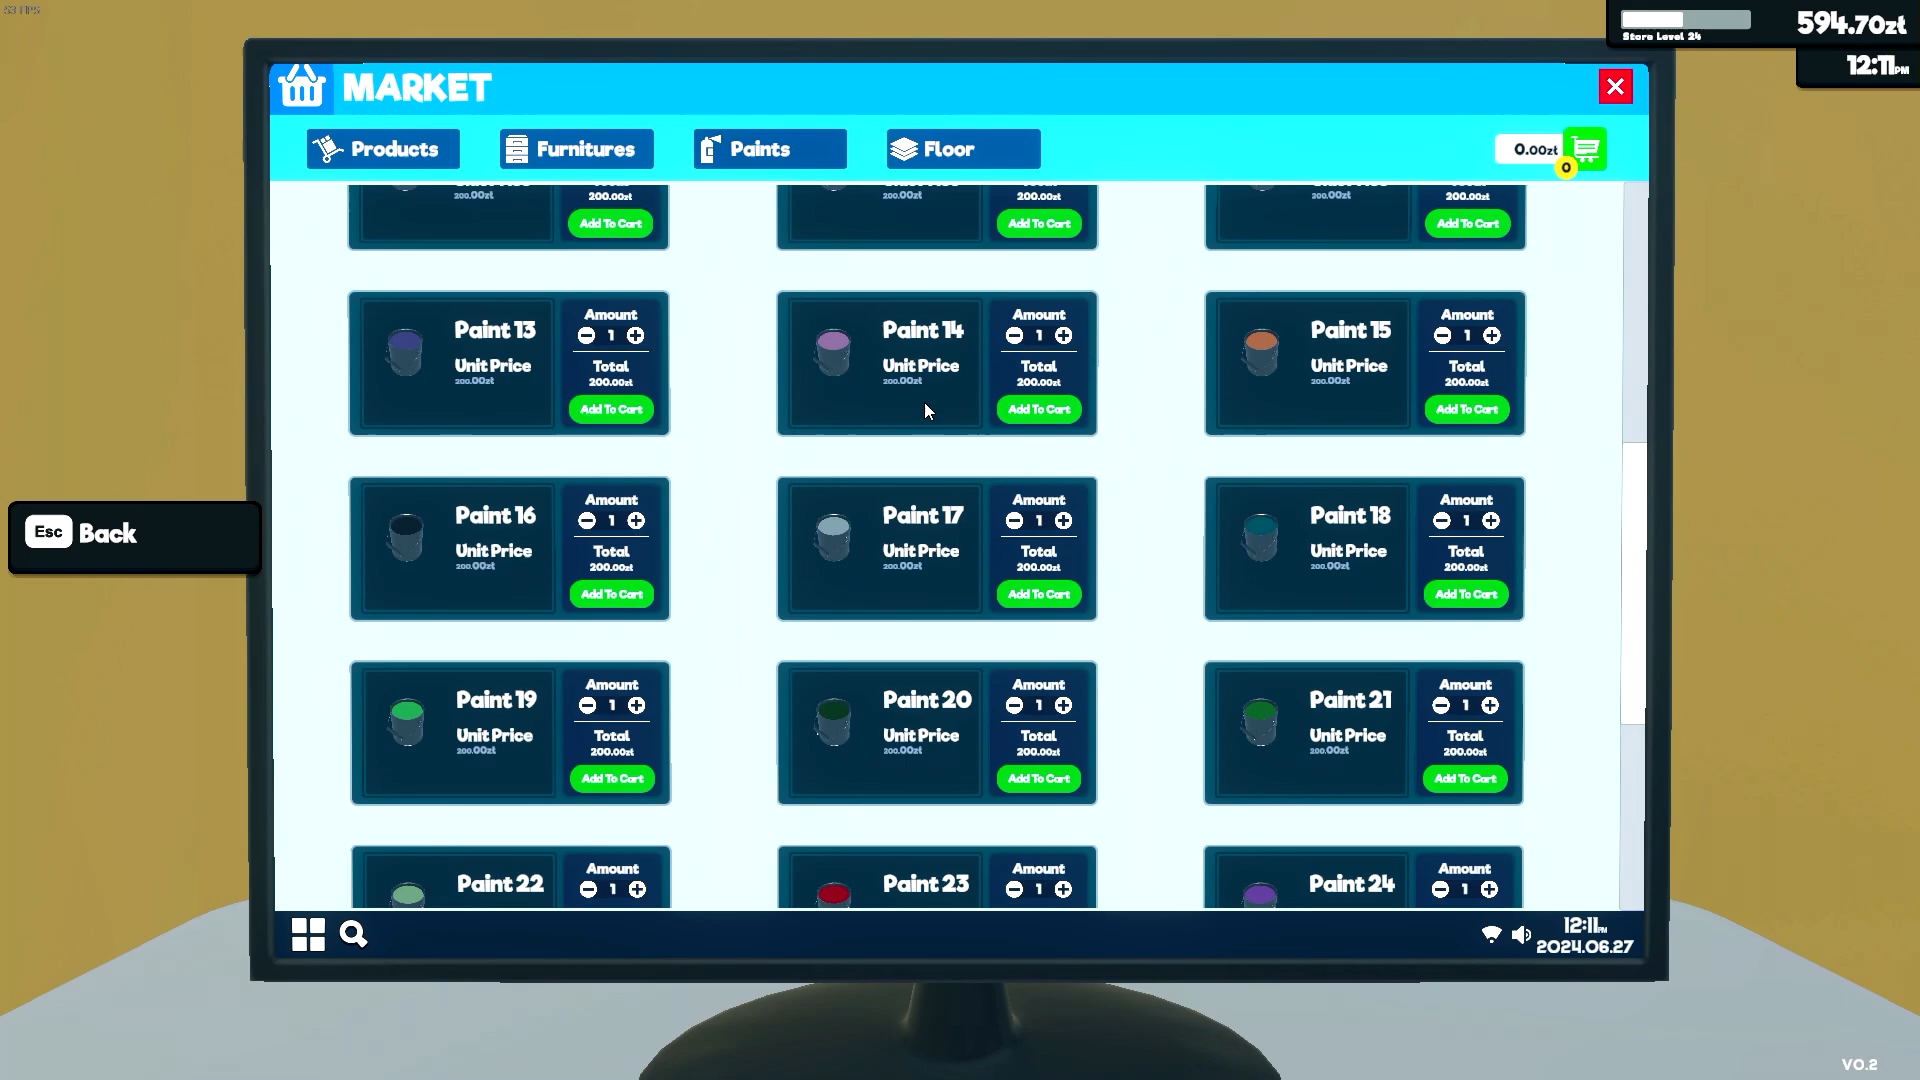 53 FPS
Store Level 24
594.70zł
12:11PM
MARKET
Products
Furnitures
Paints
Floor
0.00zł
0
200.00zł
200.00zł
Add To Cart
200.00zł
200.00zł
Add To Cart
200.00zł
200.00zł
Add To Cart
Paint 13
Unit Price
200.00zł
Amount
1
Total
200.00zł
Add To Cart
Paint 14
Unit Price
200.00zł
Amount
1
Total
200.00zł
Add To Cart
Paint 15
Unit Price
200.00zł
Amount
1
Total
200.00zł
Add To Cart
Esc Back
Paint 16
Unit Price
200.00zł
Amount
1
Total
200.00zł
Add To Cart
Paint 17
Unit Price
200.00zł
Amount
1
Total
200.00zł
Add To Cart
Paint 18
Unit Price
200.00zł
Amount
1
Total
200.00zł
Add To Cart
Paint 19
Unit Price
200.00zł
Amount
1
Total
200.00zł
Add To Cart
Paint 20
Unit Price
200.00zł
Amount
1
Total
200.00zł
Add To Cart
Paint 21
Unit Price
200.00zł
Amount
1
Total
200.00zł
Add To Cart
Paint 22
Amount
1
Paint 23
Amount
1
Paint 24
Amount
1
12:11PM
2024.06.27
V0.2